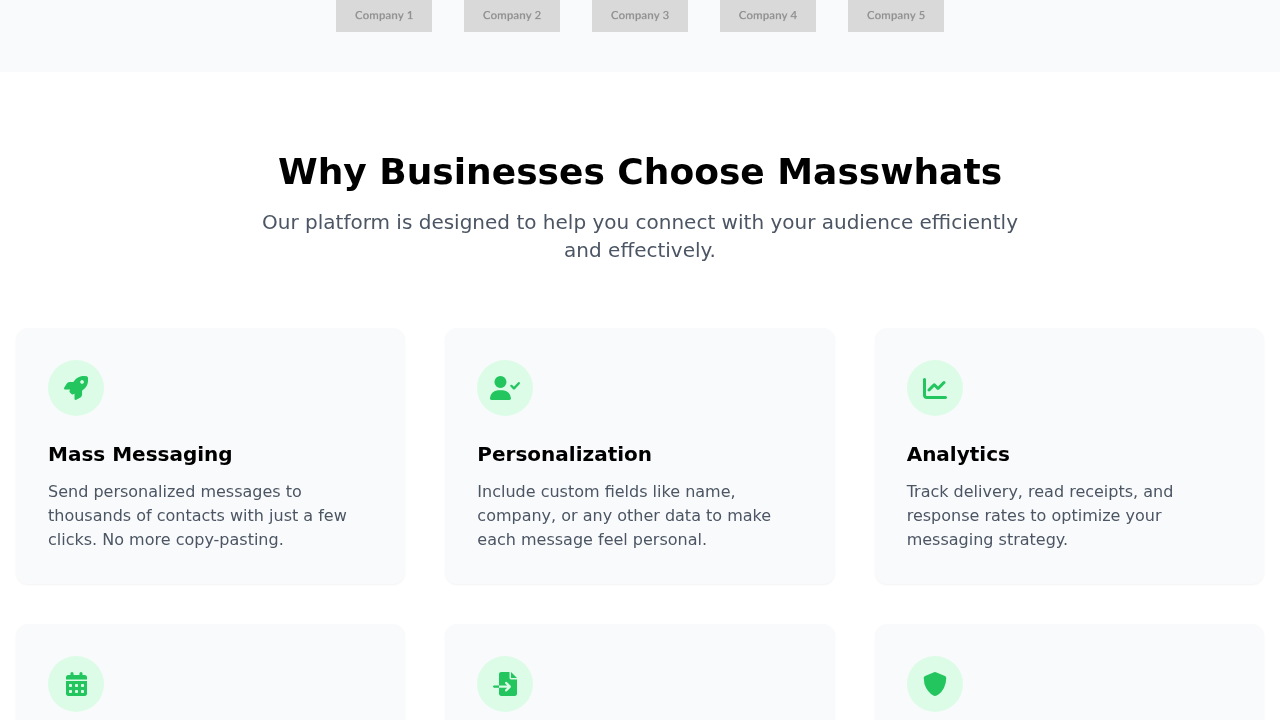 Company 1
Company 2
Company 3
Company 4
Company 5
Why Businesses Choose Masswhats
Our platform is designed to help you connect with your audience efficiently
and effectively.
Mass Messaging
Send personalized messages to
thousands of contacts with just a few
clicks. No more copy-pasting.
Personalization
Include custom fields like name,
company, or any other data to make
each message feel personal.
Analytics
Track delivery, read receipts, and
response rates to optimize your
messaging strategy.